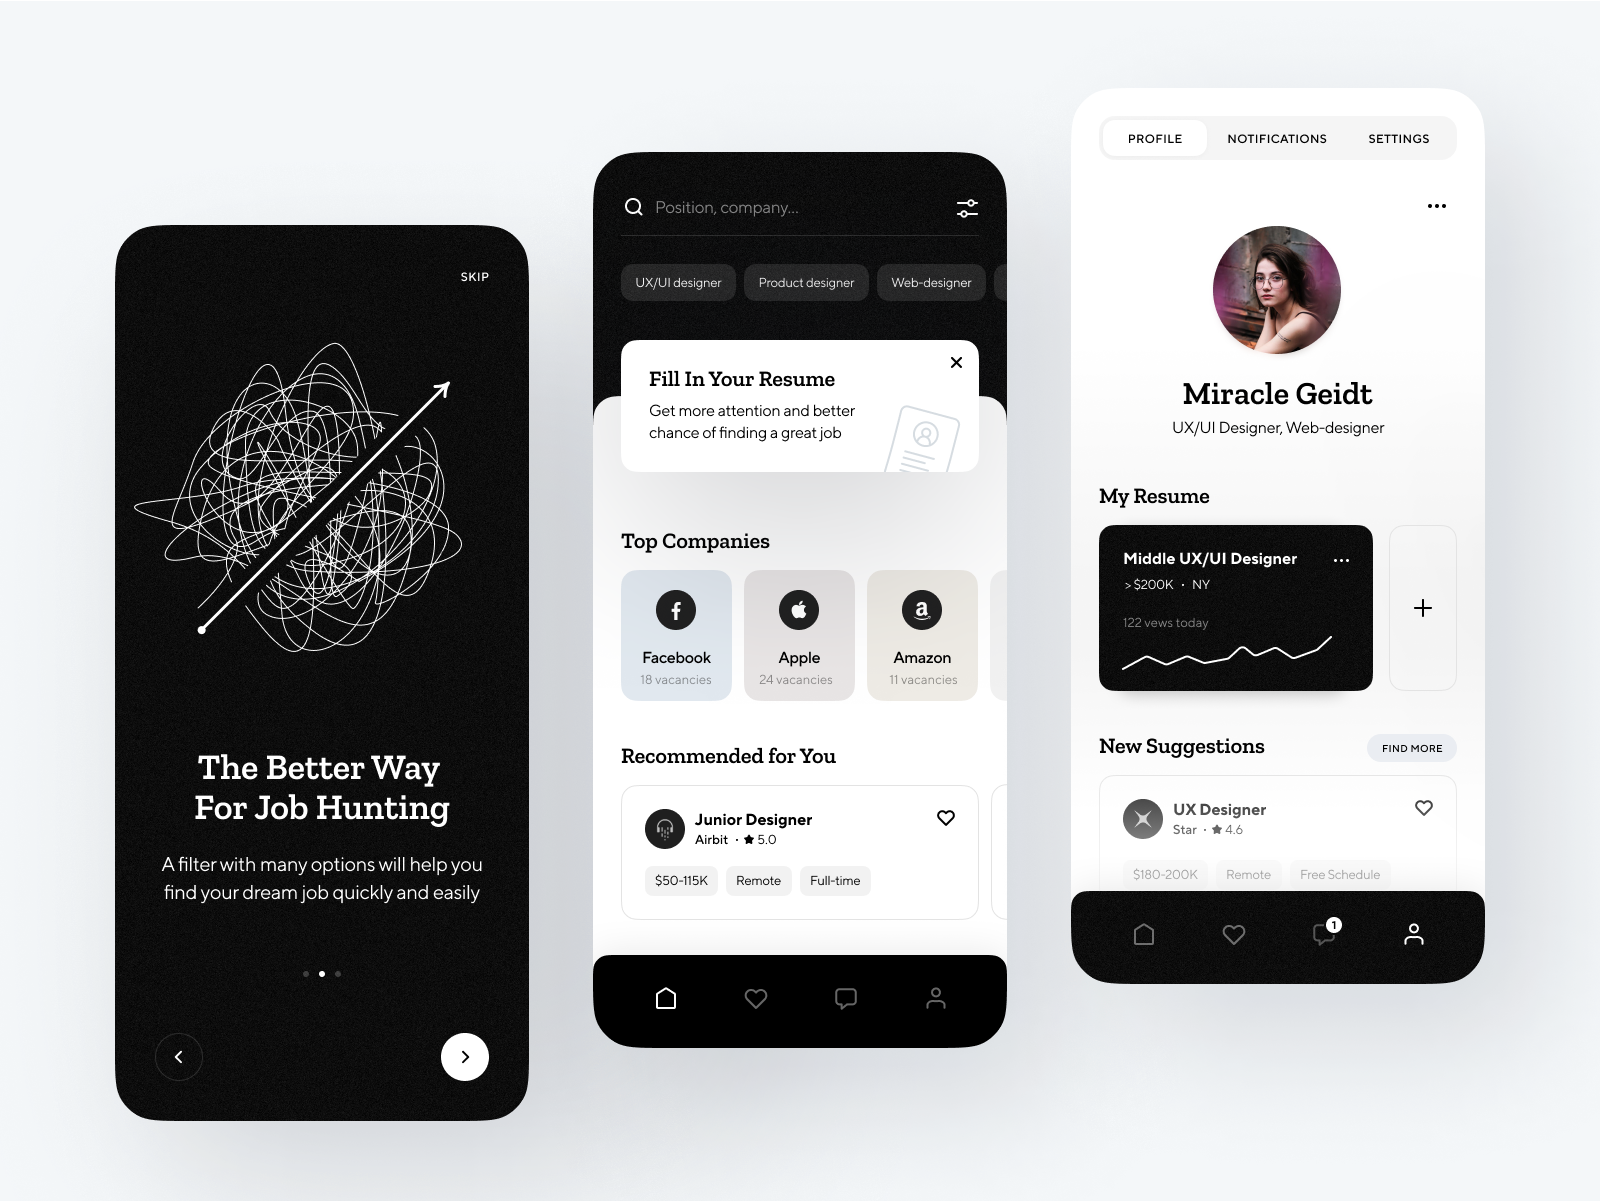 SKIP
The Better Way
For Job Hunting
A filter with many options will help you
find your dream job quickly and easily
Position, company...
UX/UI designer
Product designer
Web-designer
Fill In Your Resume
Get more attention and better
chance of finding a great job
Top Companies
Facebook
18 vacancies
Apple
24 vacancies
Amazon
11 vacancies
Recommended for You
Junior Designer
Airbit · ★ 5.0
$50-115K
Remote
Full-time
PROFILE
NOTIFICATIONS
SETTINGS
Miracle Geidt
UX/UI Designer, Web-designer
My Resume
Middle UX/UI Designer
>$200K · NY
122 vews today
New Suggestions
FIND MORE
UX Designer
Star · ★ 4.6
$180-200K
Remote
Free Schedule
1